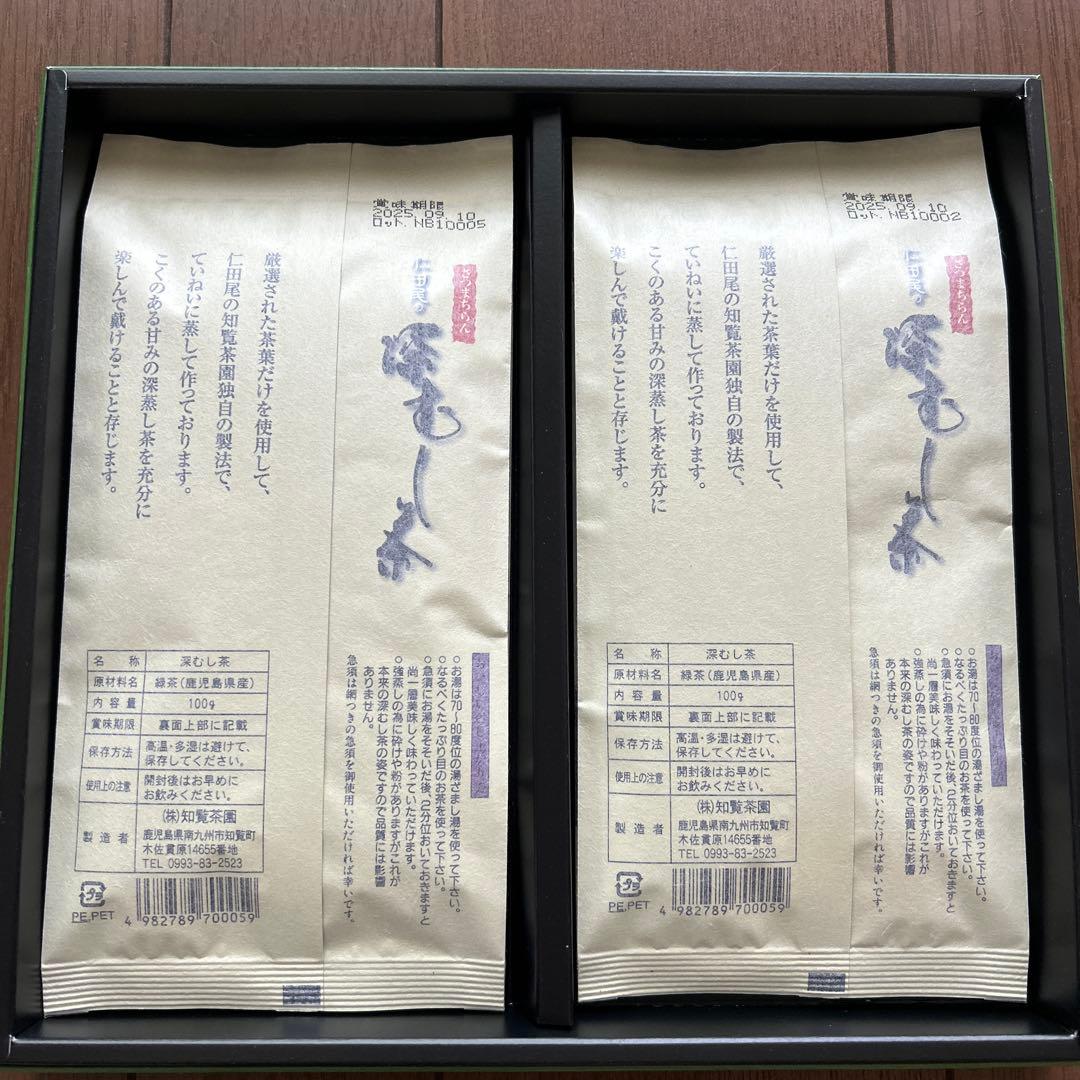 賞味期限
2025.09.10
ロット. NB10005
さつまちらん
仁田尾の
深むし茶
厳選された茶葉だけを使用して、
仁田尾の知覧茶園独自の製法で、
ていねいに蒸して作っております。
こくのある甘みの深蒸し茶を充分に
楽しんで戴けることと存じます。
○お湯は70〜80度位の湯ざまし湯を使って下さい。
○なるべくたっぷり目のお茶を使って下さい。
○急須にお湯をそそいだ後、(2)分位おいておきますと
尚一層美味しく味わっていただけます。
○強蒸しの為に砕けや粉がありますがこれが
本来の深むし茶の姿ですので品質には影響
ありません。
急須は網つきの急須を御使用いただければ幸いです。
名称 深むし茶
原材料名 緑茶(鹿児島県産)
内容量 100g
賞味期限 裏面上部に記載
保存方法 高温・多湿は避けて、
保存してください。
使用上の注意 開封後はお早めに
お飲みください。
製造者 (株)知覧茶園
鹿児島県南九州市知覧町
木佐貫原14655番地
TEL 0993-83-2523
プラ
PE,PET
4 982789 700059
賞味期限
2025.09.10
ロット. NB10002
さつまちらん
仁田尾の
深むし茶
厳選された茶葉だけを使用して、
仁田尾の知覧茶園独自の製法で、
ていねいに蒸して作っております。
こくのある甘みの深蒸し茶を充分に
楽しんで戴けることと存じます。
○お湯は70〜80度位の湯ざまし湯を使って下さい。
○なるべくたっぷり目のお茶を使って下さい。
○急須にお湯をそそいだ後、(2)分位おいておきますと
尚一層美味しく味わっていただけます。
○強蒸しの為に砕けや粉がありますがこれが
本来の深むし茶の姿ですので品質には影響
ありません。
急須は網つきの急須を御使用いただければ幸いです。
名称 深むし茶
原材料名 緑茶(鹿児島県産)
内容量 100g
賞味期限 裏面上部に記載
保存方法 高温・多湿は避けて、
保存してください。
使用上の注意 開封後はお早めに
お飲みください。
製造者 (株)知覧茶園
鹿児島県南九州市知覧町
木佐貫原14655番地
TEL 0993-83-2523
プラ
PE,PET
4 982789 700059